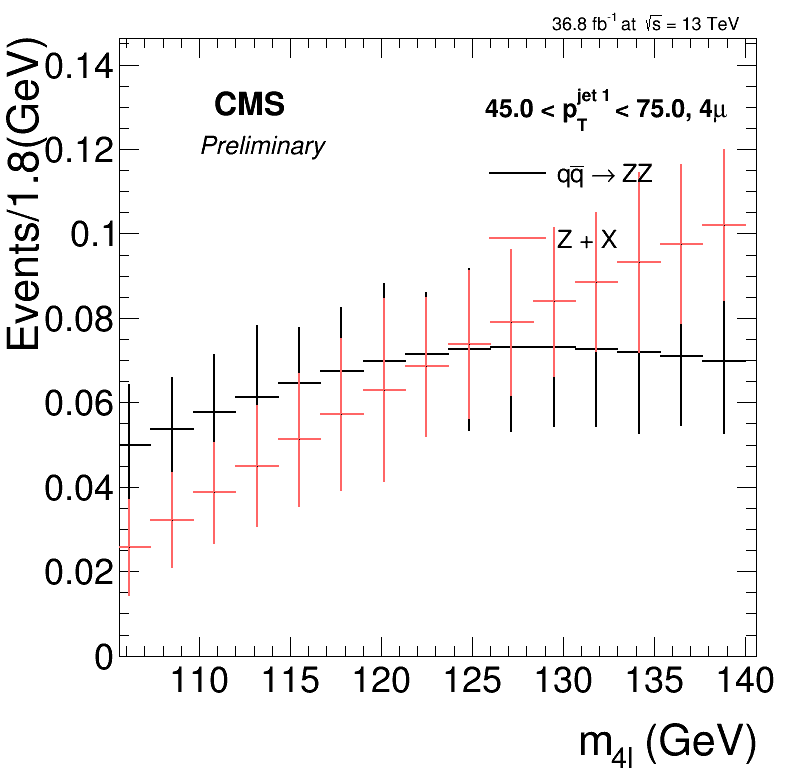 36.8 fb⁻¹ at √s = 13 TeV
CMS
Preliminary
45.0 < p_T^{jet 1} < 75.0, 4μ
qq̅ → ZZ
Z + X
Events/1.8(GeV)
0.14
0.12
0.1
0.08
0.06
0.04
0.02
0
110 115 120 125 130 135 140
m_{4l} (GeV)